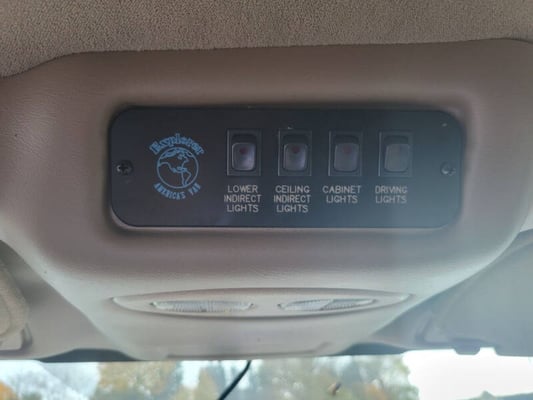 Explorer
AMERICA'S VAN
LOWER
INDIRECT
LIGHTS
CEILING
INDIRECT
LIGHTS
CABINET
LIGHTS
DRIVING
LIGHTS